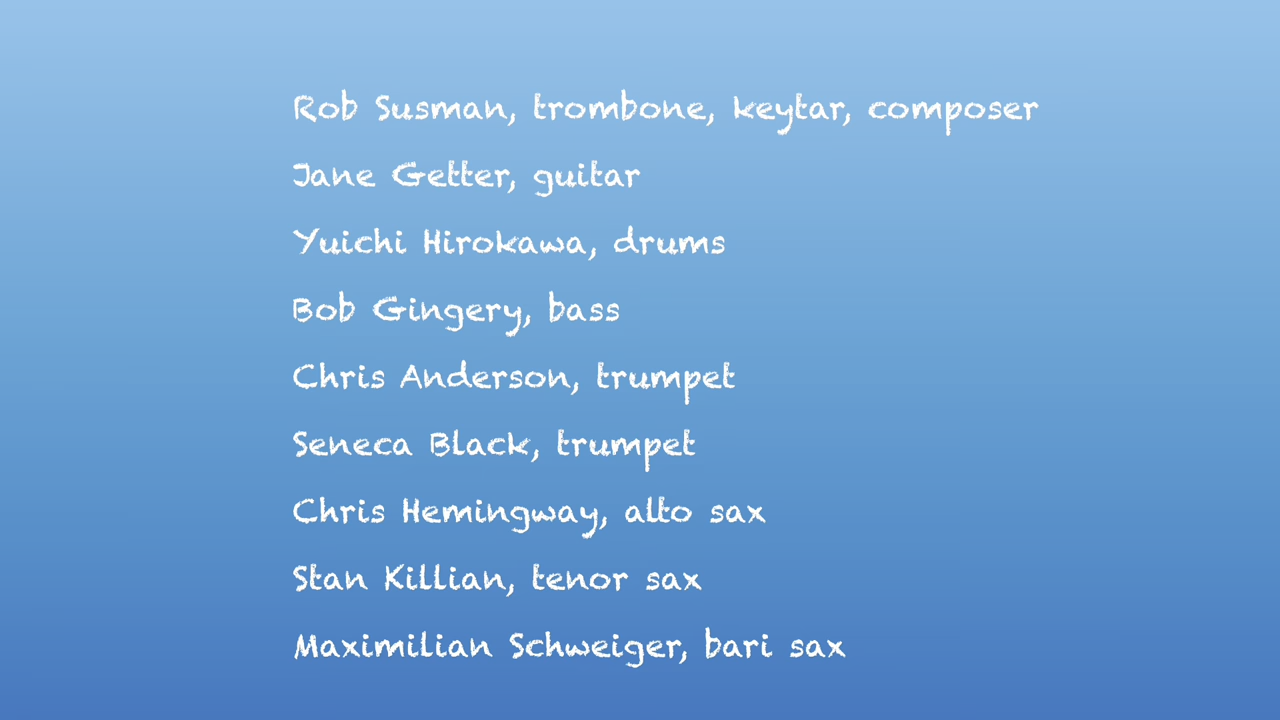 Rob Susman, trombone, keytar, composer
Jane Getter, guitar
Yuichi Hirokawa, drums
Bob Gingery, bass
Chris Anderson, trumpet
Seneca Black, trumpet
Chris Hemingway, alto sax
Stan Killian, tenor sax
Maximilian Schweiger, bari sax